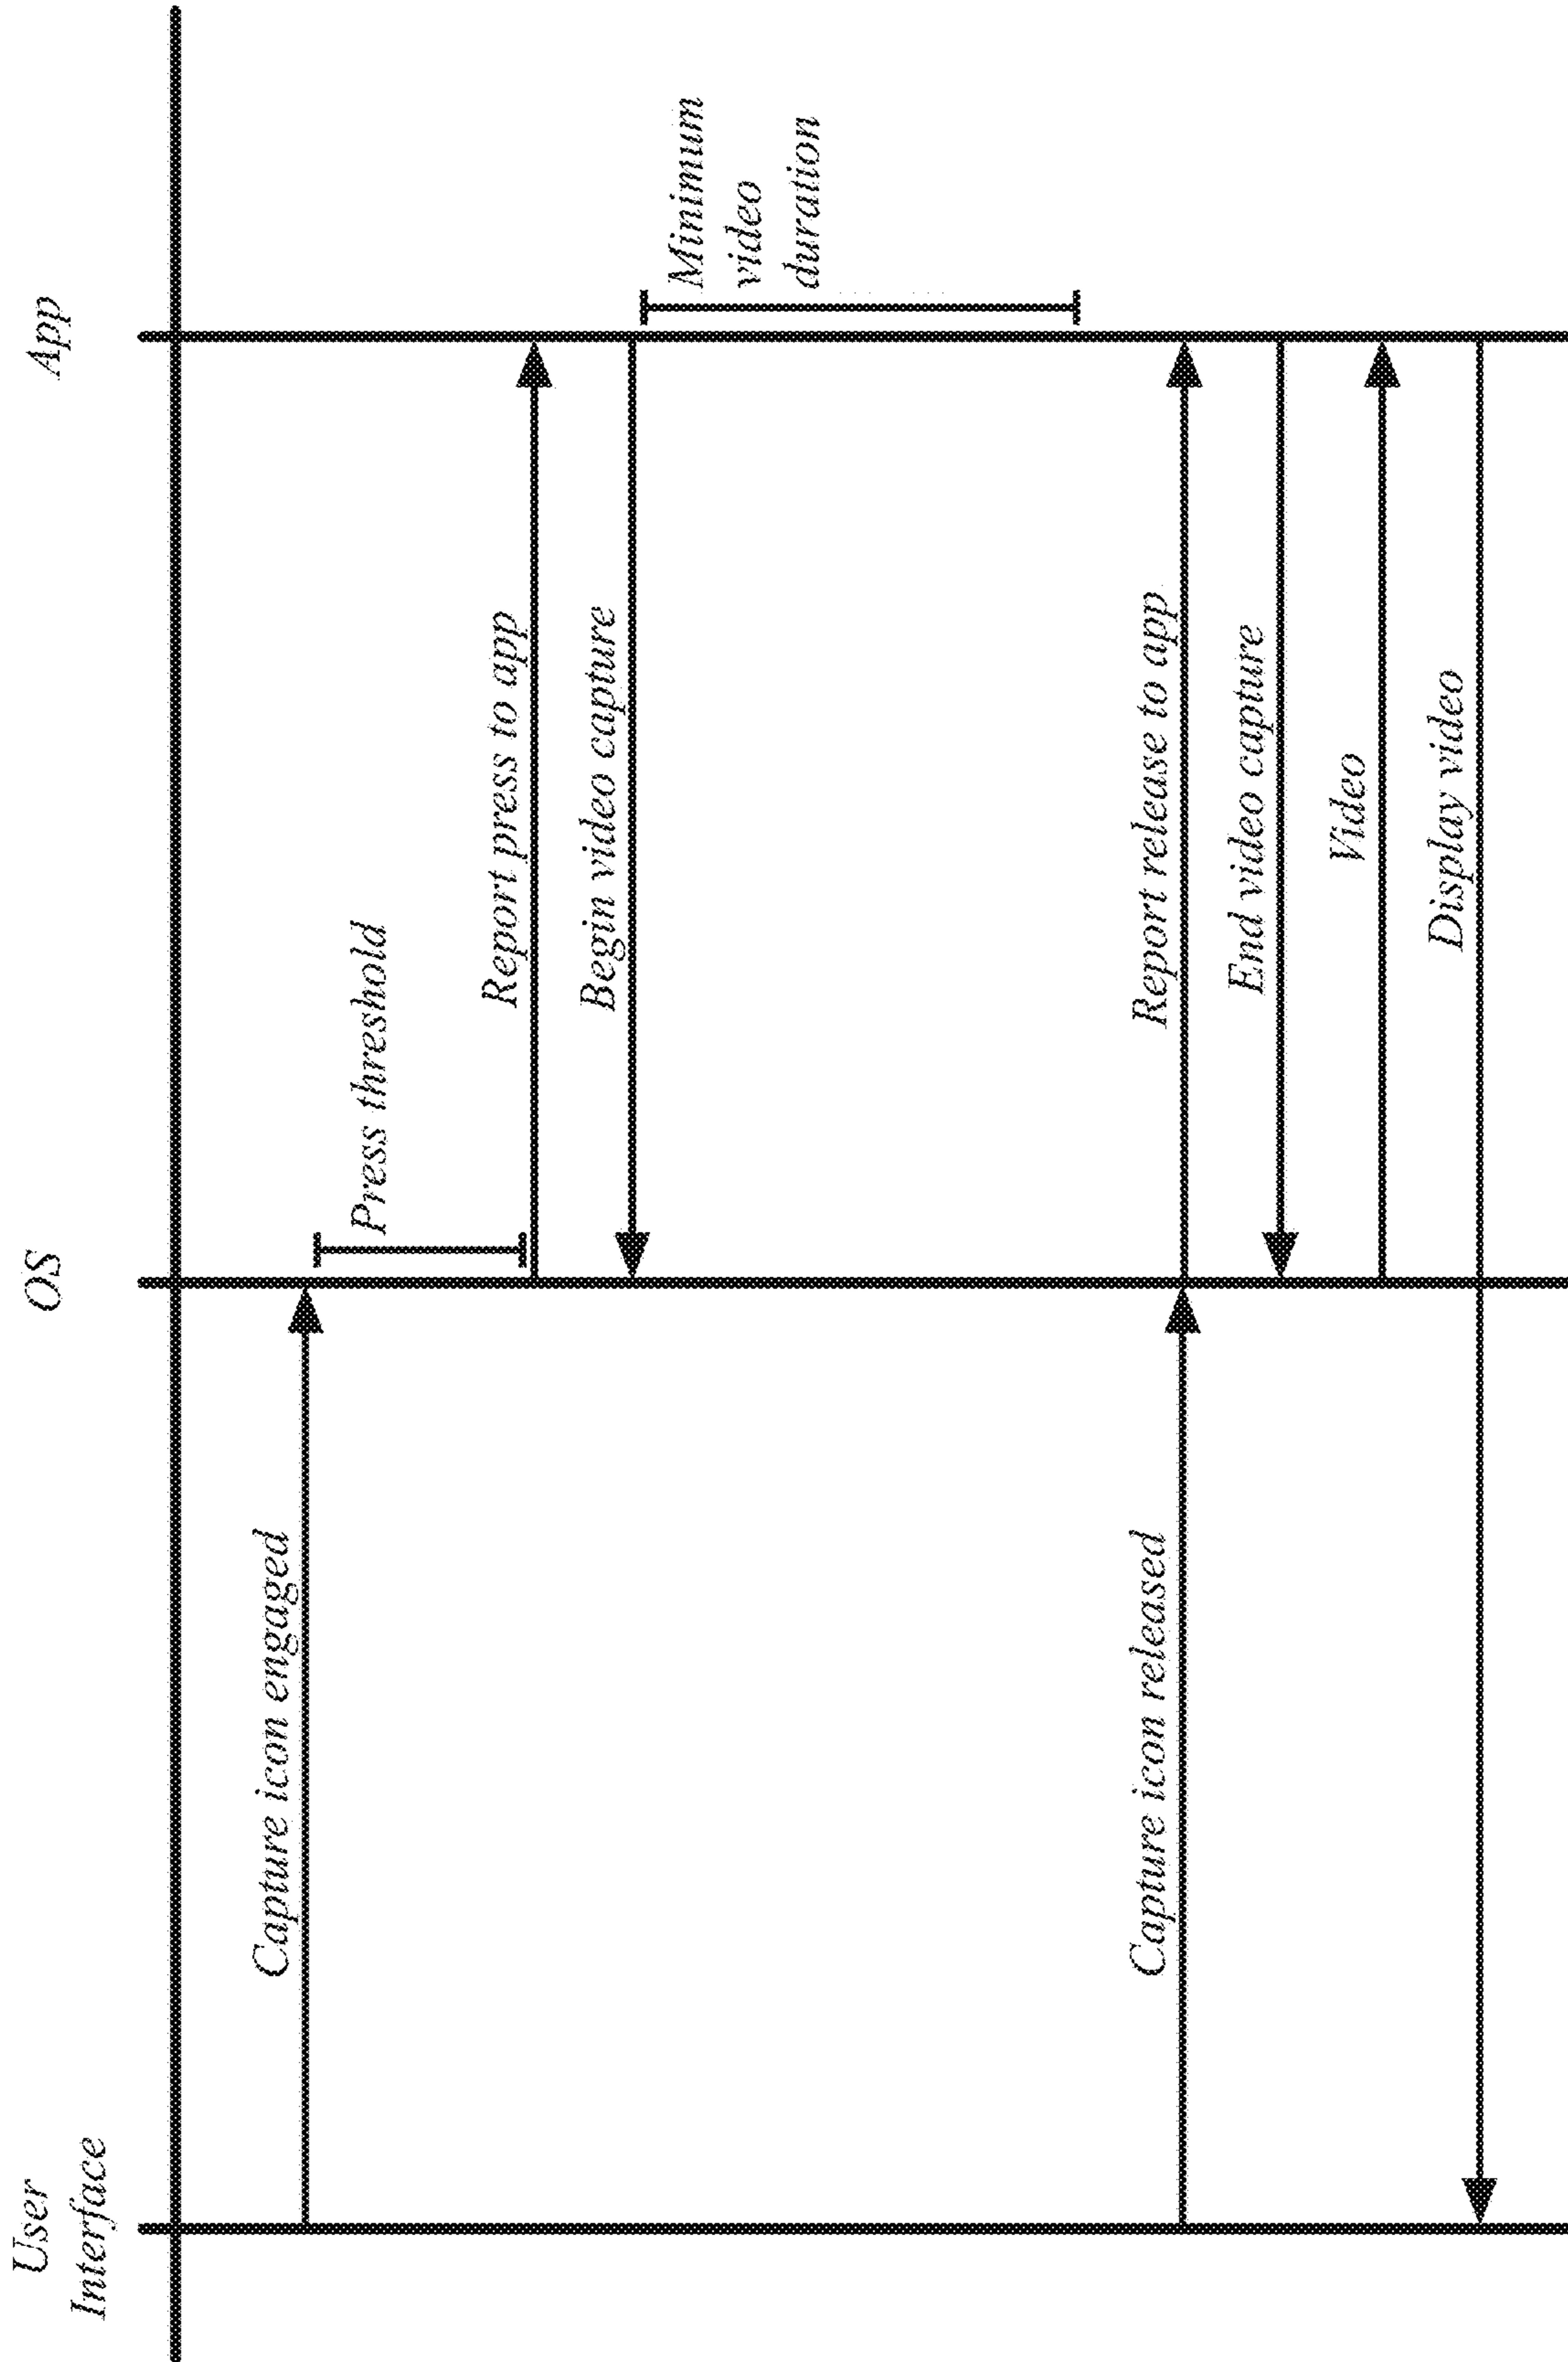 User
Interface
OS
App
Capture icon engaged
Press threshold
Report press to app
Begin video capture
Minimum
video
duration
Capture icon released
Report release to app
End video capture
Video
Display video